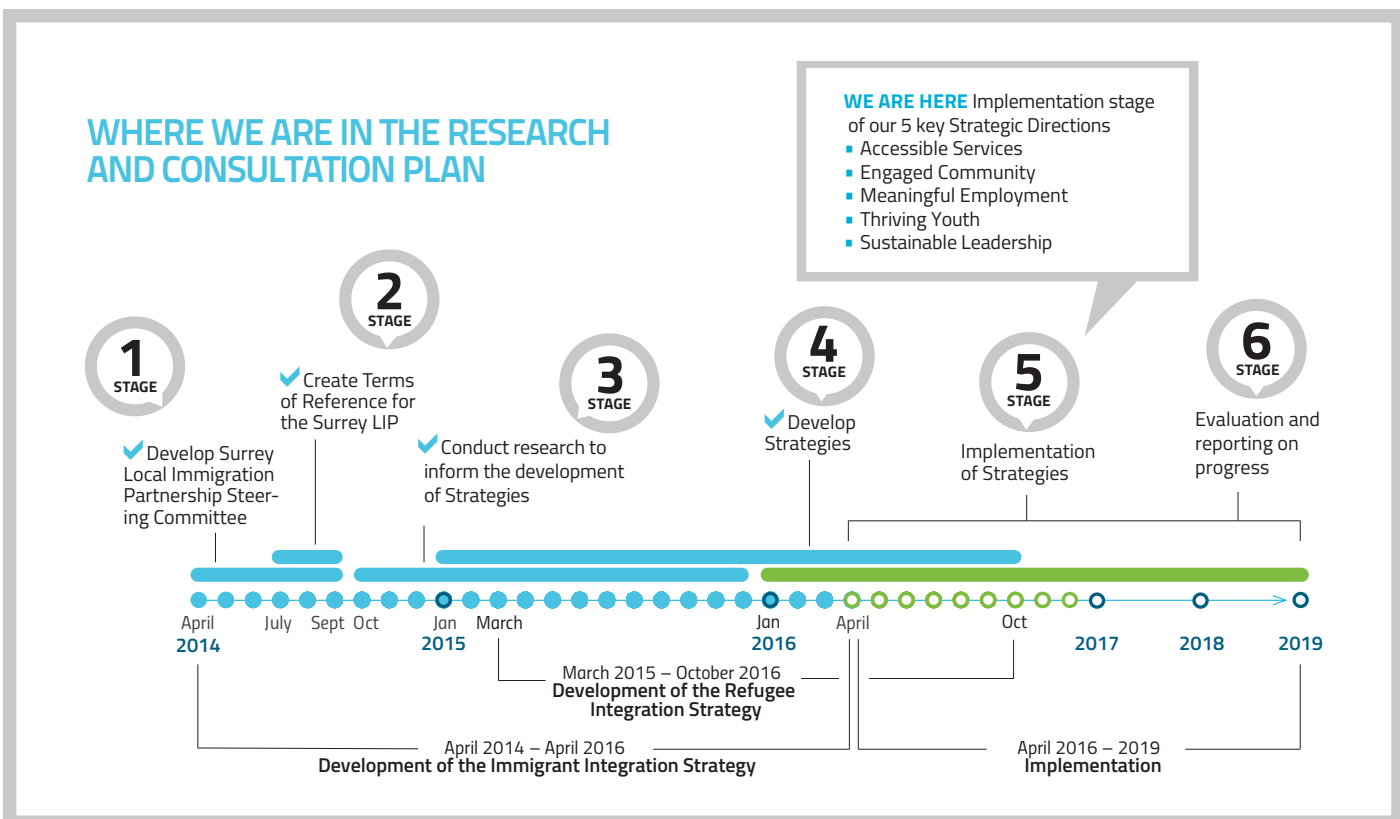 WHERE WE ARE IN THE RESEARCH
AND CONSULTATION PLAN
WE ARE HERE Implementation stage
of our 5 key Strategic Directions
▪ Accessible Services
▪ Engaged Community
▪ Meaningful Employment
▪ Thriving Youth
▪ Sustainable Leadership
1
STAGE
Develop Surrey
Local Immigration
Partnership Steer-
ing Committee
2
STAGE
Create Terms
of Reference for
the Surrey LIP
3
STAGE
Conduct research to
inform the development
of Strategies
4
STAGE
Develop
Strategies
5
STAGE
Implementation
of Strategies
6
STAGE
Evaluation and
reporting on
progress
April July Sept Oct Jan March Jan April Oct
2014 2015 2016 2017 2018 2019
March 2015 – October 2016
Development of the Refugee
Integration Strategy
April 2014 – April 2016
Development of the Immigrant Integration Strategy
April 2016 – 2019
Implementation